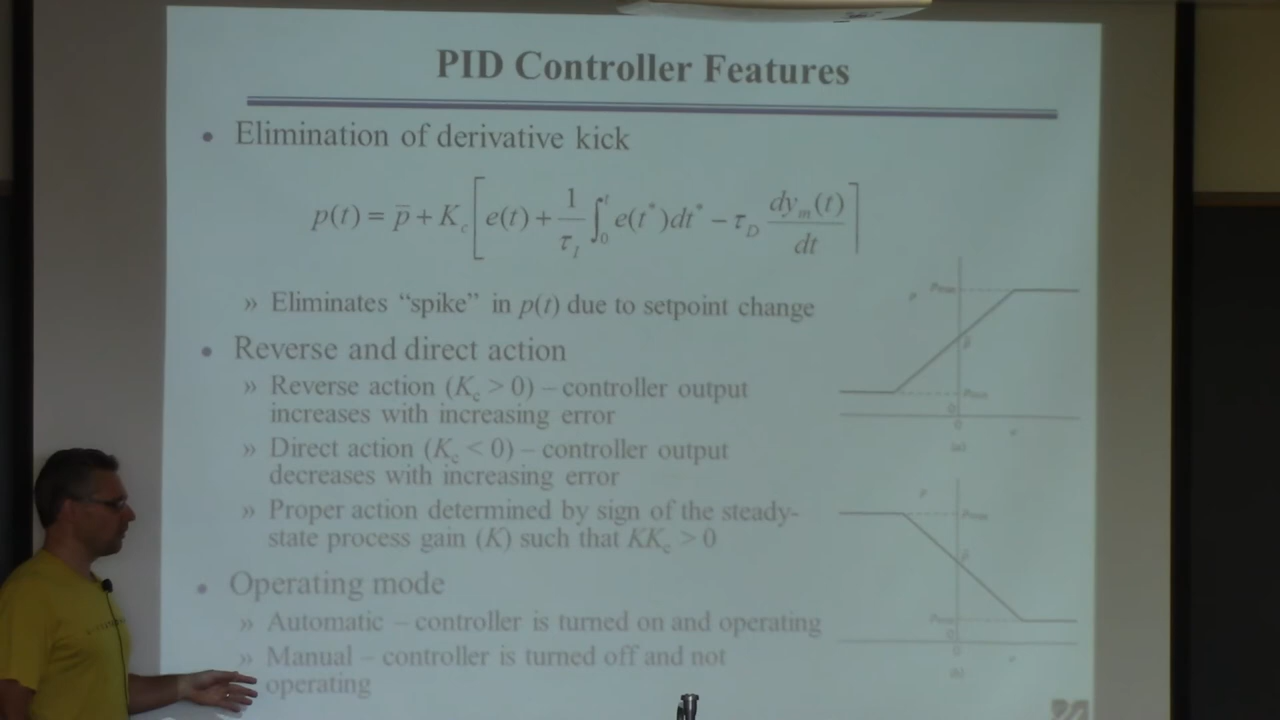 PID Controller Features
• Elimination of derivative kick
p(t) = p̄ + K_c [ e(t) + 1/τ_I ∫_0^t e(t*)dt* − τ_D dy_m(t)/dt ]
» Eliminates “spike” in p(t) due to setpoint change
• Reverse and direct action
» Reverse action (K_c > 0) – controller output
increases with increasing error
» Direct action (K_c < 0) – controller output
decreases with increasing error
» Proper action determined by sign of the steady-
state process gain (K) such that KK_c > 0
• Operating mode
» Automatic – controller is turned on and operating
» Manual – controller is turned off and not
operating